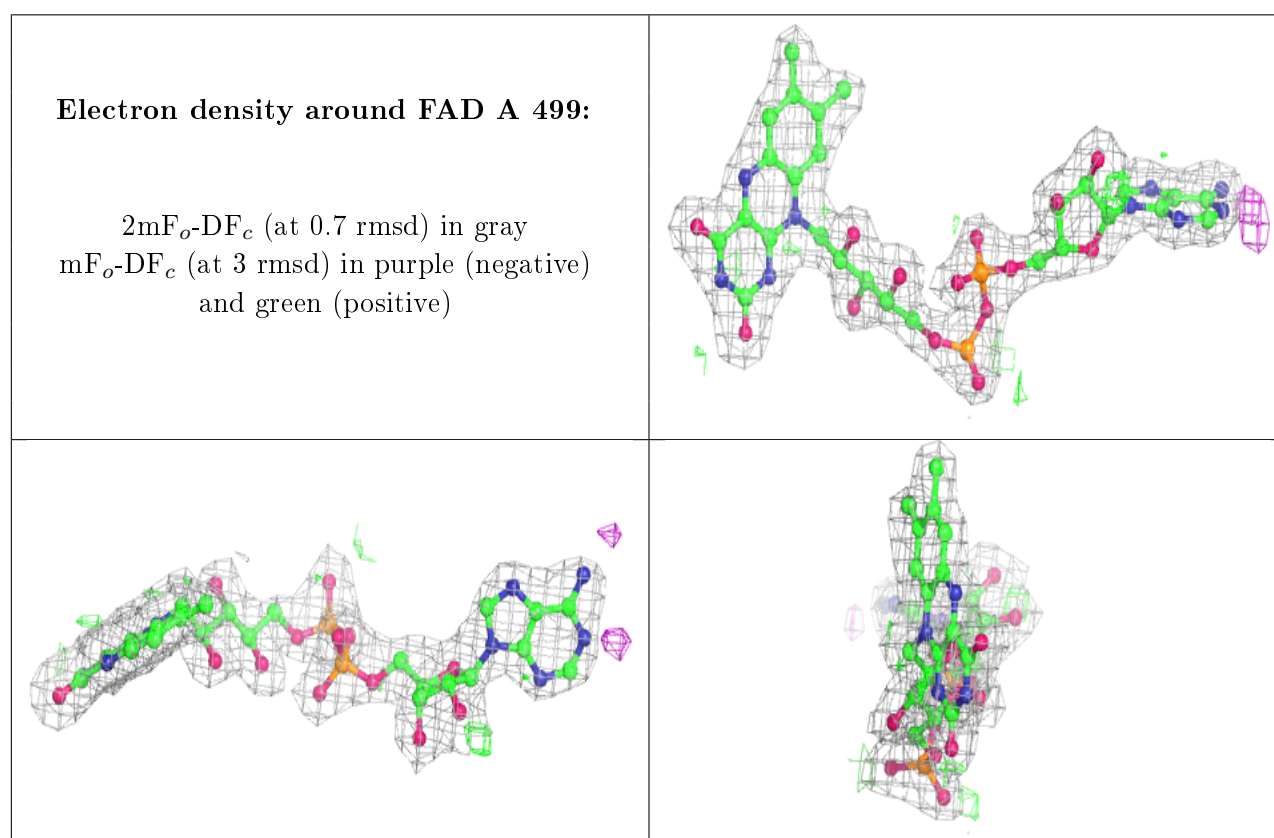 Electron density around FAD A 499:
2mFo-DFc (at 0.7 rmsd) in gray
mFo-DFc (at 3 rmsd) in purple (negative)
and green (positive)